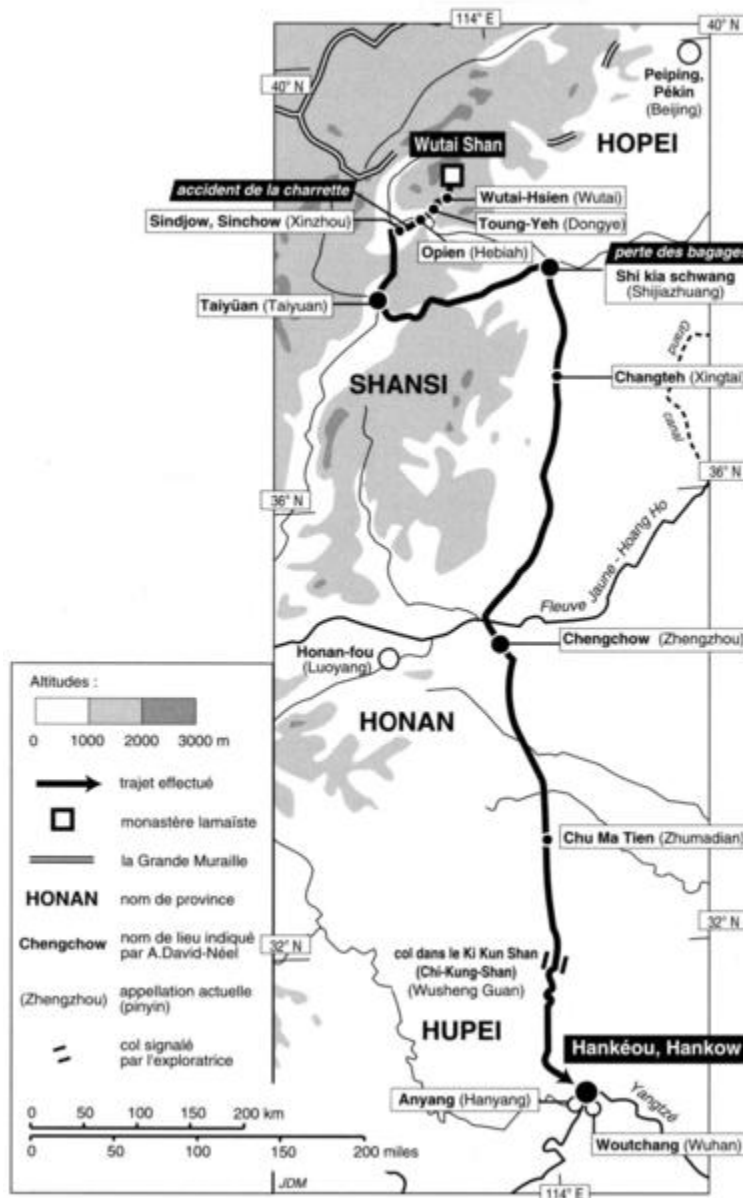 114° E
40° N
40° N
Peiping,
Pékin
(Beijing)
HOPEI
Wutai Shan
accident de la charrette
Wutai-Hsien (Wutai)
Sindjow, Sinchow (Xinzhou)
Toung-Yeh (Dongye)
Opien (Hebiah)
perte des bagages
Shi kia schwang
(Shijiazhuang)
Taiyüan (Taiyuan)
Grand
canal
SHANSI
Changteh (Xingtai)
36° N
36° N
Fleuve Jaune - Hoang Ho
Chengchow (Zhengzhou)
Honan-fou
(Luoyang)
HONAN
Chu Ma Tien (Zhumadian)
32° N
32° N
col dans le Ki Kun Shan
(Chi-Kung-Shan)
(Wusheng Guan)
HUPEI
Hankéou, Hankow
Anyang (Hanyang)
Yangtzé
Woutchang (Wuhan)
114° E
Altitudes :
0 1000 2000 3000 m
trajet effectué
monastère lamaïste
la Grande Muraille
HONAN nom de province
Chengchow nom de lieu indiqué
par A.David-Néel
(Zhengzhou) appellation actuelle
(pinyin)
col signalé
par l'exploratrice
0 50 100 150 200 km
0 50 100 150 200 miles
JDM